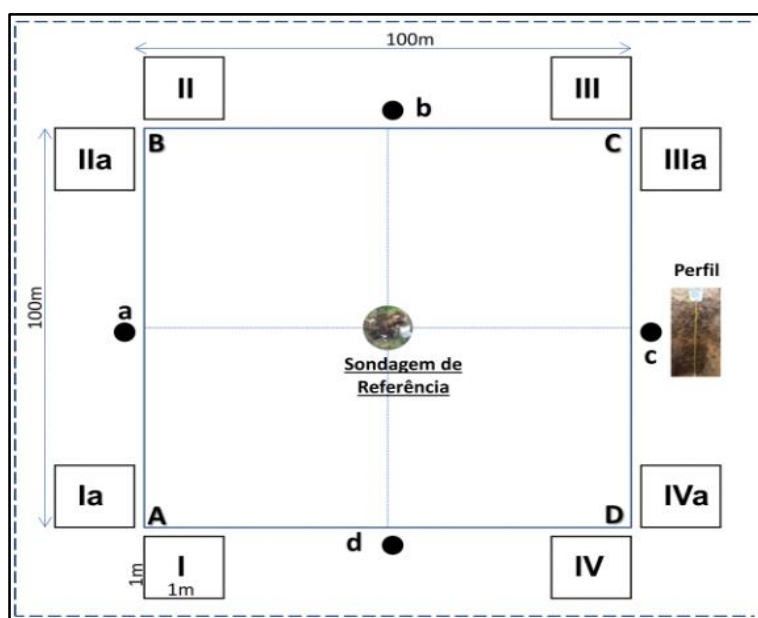 100m
II
III
b
B
C
IIa
IIIa
100m
Perfil
a
c
Sondagem de
Referência
Ia
IVa
A
D
d
I
IV
1m
1m